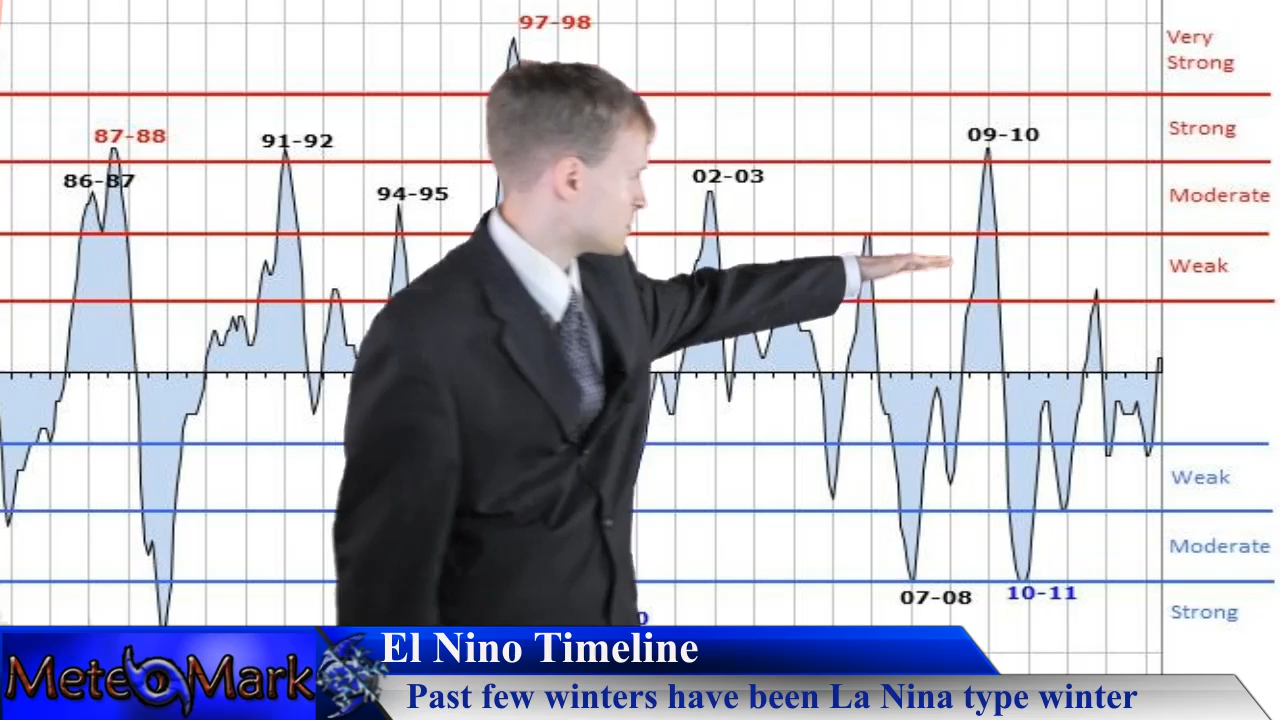 97-98
Very
Strong
87-88
91-92
09-10
Strong
86-87
94-95
02-03
Moderate
Weak
Weak
Moderate
07-08
10-11
Strong
0
El Nino Timeline
MeteoMark
Past few winters have been La Nina type winter